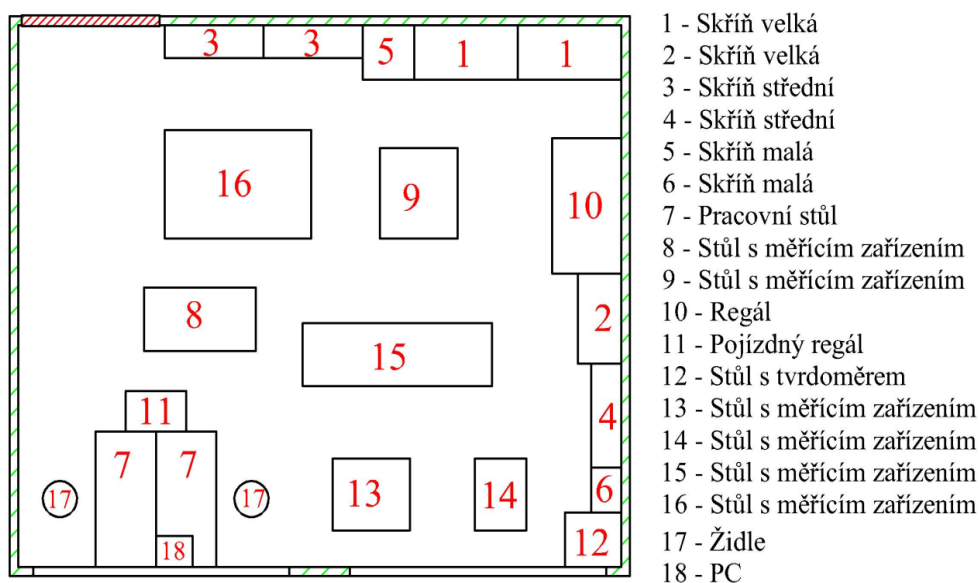 3 3 5 1 1
16 9 10
8 2
15
11 4
7 7
17 17 13 14 6
18 12
1 - Skříň velká
2 - Skříň velká
3 - Skříň střední
4 - Skříň střední
5 - Skříň malá
6 - Skříň malá
7 - Pracovní stůl
8 - Stůl s měřícím zařízením
9 - Stůl s měřícím zařízením
10 - Regál
11 - Pojízdný regál
12 - Stůl s tvrdoměrem
13 - Stůl s měřícím zařízením
14 - Stůl s měřícím zařízením
15 - Stůl s měřícím zařízením
16 - Stůl s měřícím zařízením
17 - Židle
18 - PC